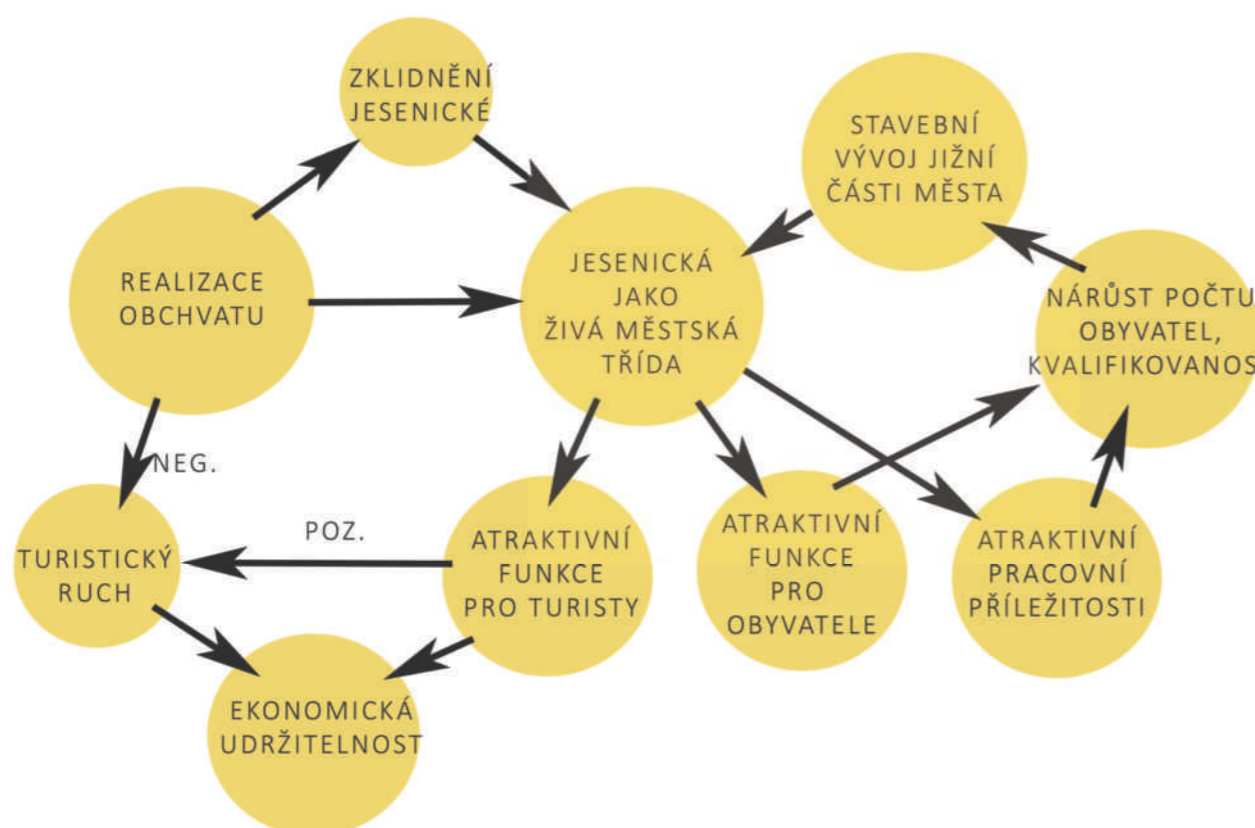 ZKLIDNĚNÍ
JESENICKÉ
STAVEBNÍ
VÝVOJ JIŽNÍ
ČÁSTI MĚSTA
REALIZACE
OBCHVATU
JESENICKÁ
JAKO
ŽIVÁ MĚSTSKÁ
TŘÍDA
NÁRŮST POČTU
OBYVATEL,
KVALIFIKOVANOS
NEG.
POZ.
TURISTICKÝ
RUCH
ATRAKTIVNÍ
FUNKCE
PRO TURISTY
ATRAKTIVNÍ
FUNKCE
PRO
OBYVATELE
ATRAKTIVNÍ
PRACOVNÍ
PŘÍLEŽITOSTI
EKONOMICKÁ
UDRŽITELNOST